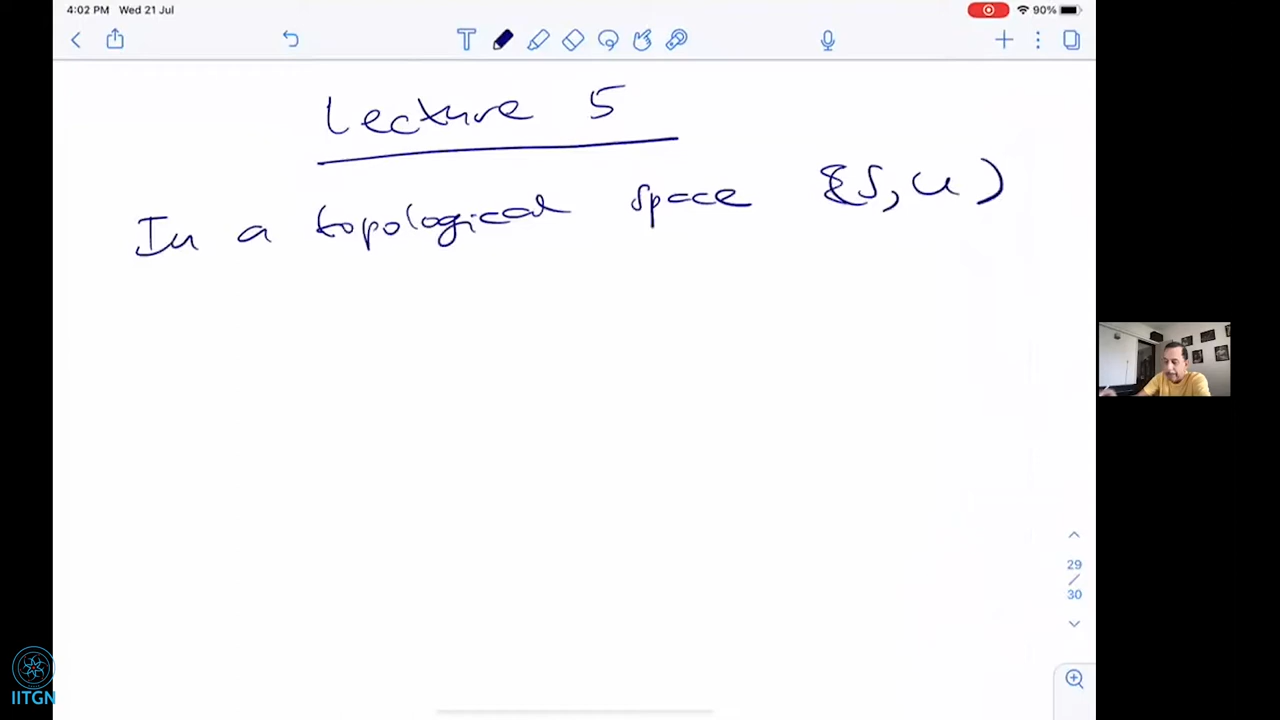 4:02 PM Wed 21 Jul 90%
Lecture 5
In a topological space (S, U)
29
30
IITGN